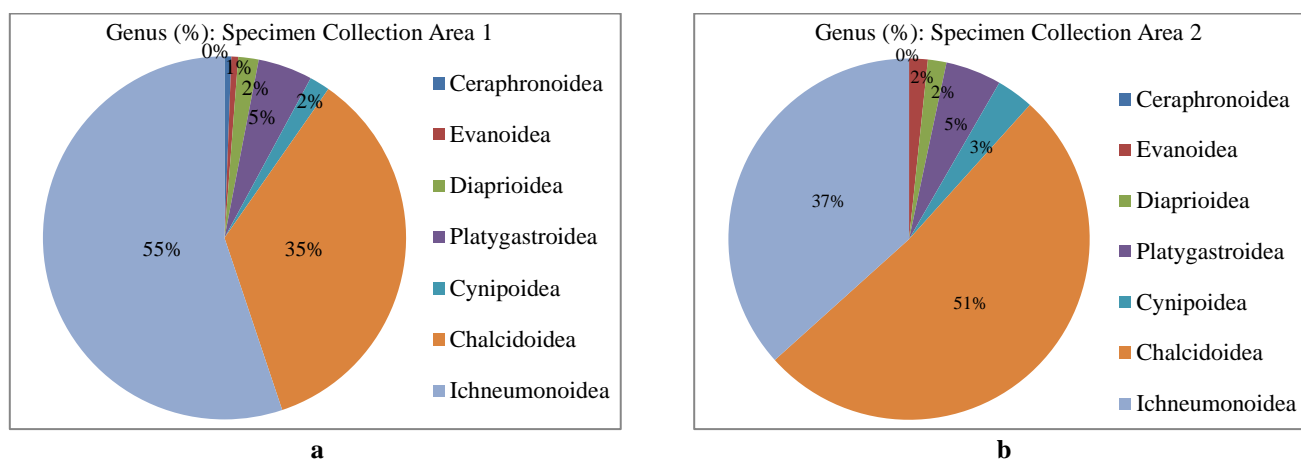 Genus (%): Specimen Collection Area 1
0%
1%
2%
5%
2%
35%
55%
Ceraphronoidea
Evanoidea
Diaprioidea
Platygastroidea
Cynipoidea
Chalcidoidea
Ichneumonoidea
a
Genus (%): Specimen Collection Area 2
0%
2%
2%
5%
3%
51%
37%
Ceraphronoidea
Evanoidea
Diaprioidea
Platygastroidea
Cynipoidea
Chalcidoidea
Ichneumonoidea
b